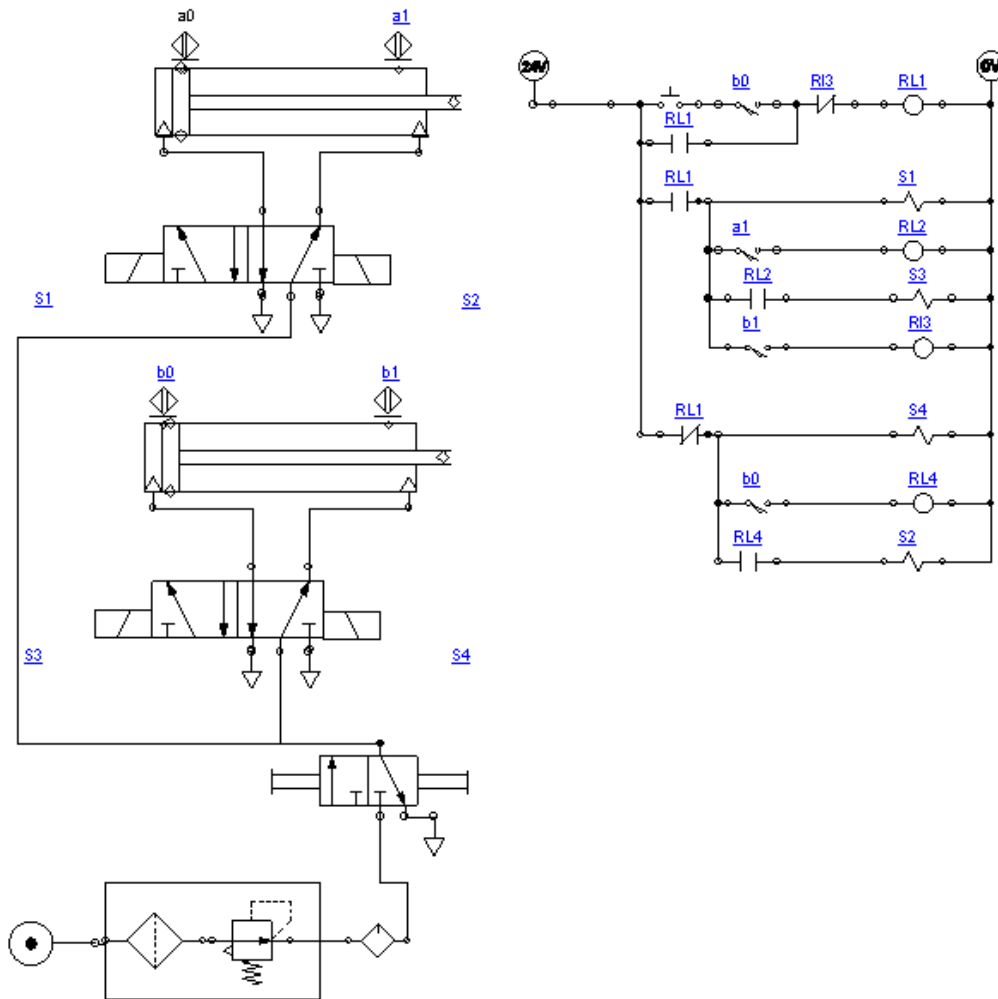 a0 a1
24V 0V
b0 RI3 RL1
RL1
RL1 S1
a1 RL2
RL2 S3
b1 RI3
S1 S2
b0 b1
RL1 S4
b0 RL4
RL4 S2
S3 S4